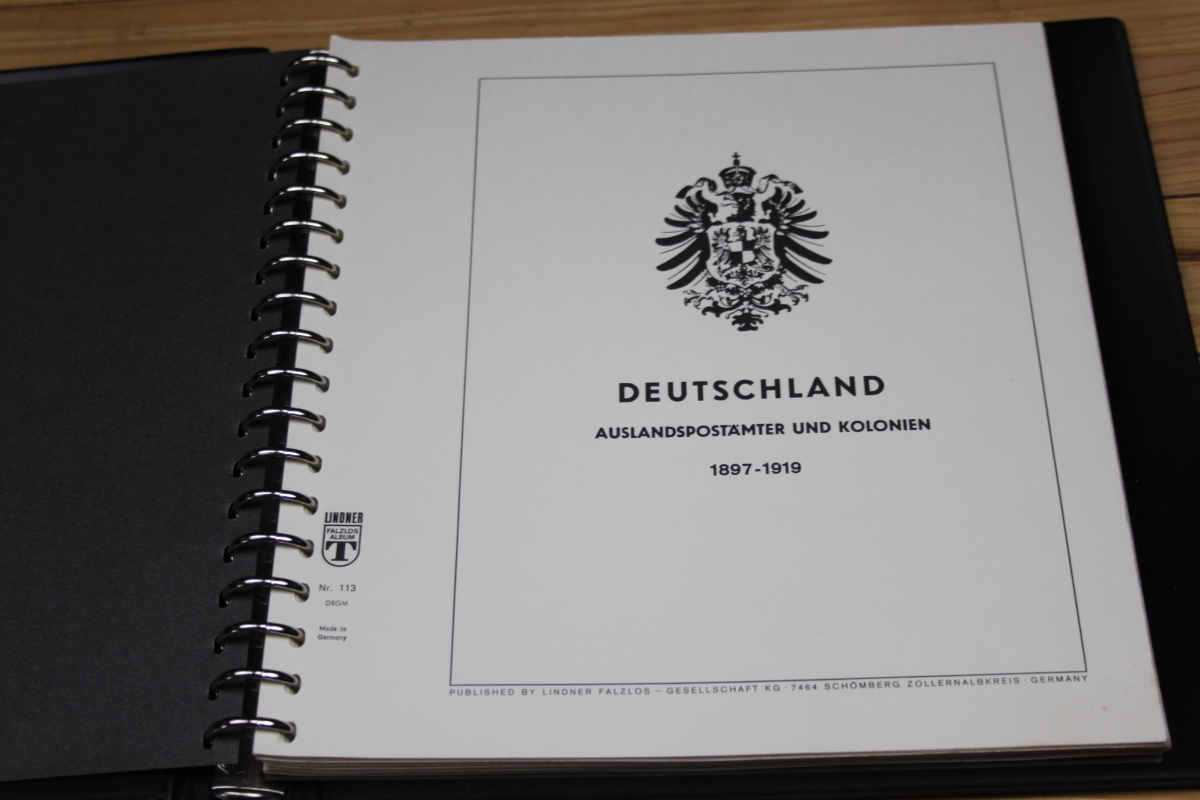 DEUTSCHLAND
AUSLANDSPOSTÄMTER UND KOLONIEN
1897-1919
LINDNER
FALZLOS
ALBUM
T
Nr. 113
DBGM
Made in
Germany
PUBLISHED BY LINDNER FALZLOS – GESELLSCHAFT KG · 7464 SCHÖMBERG ZOLLERNALBKREIS · GERMANY